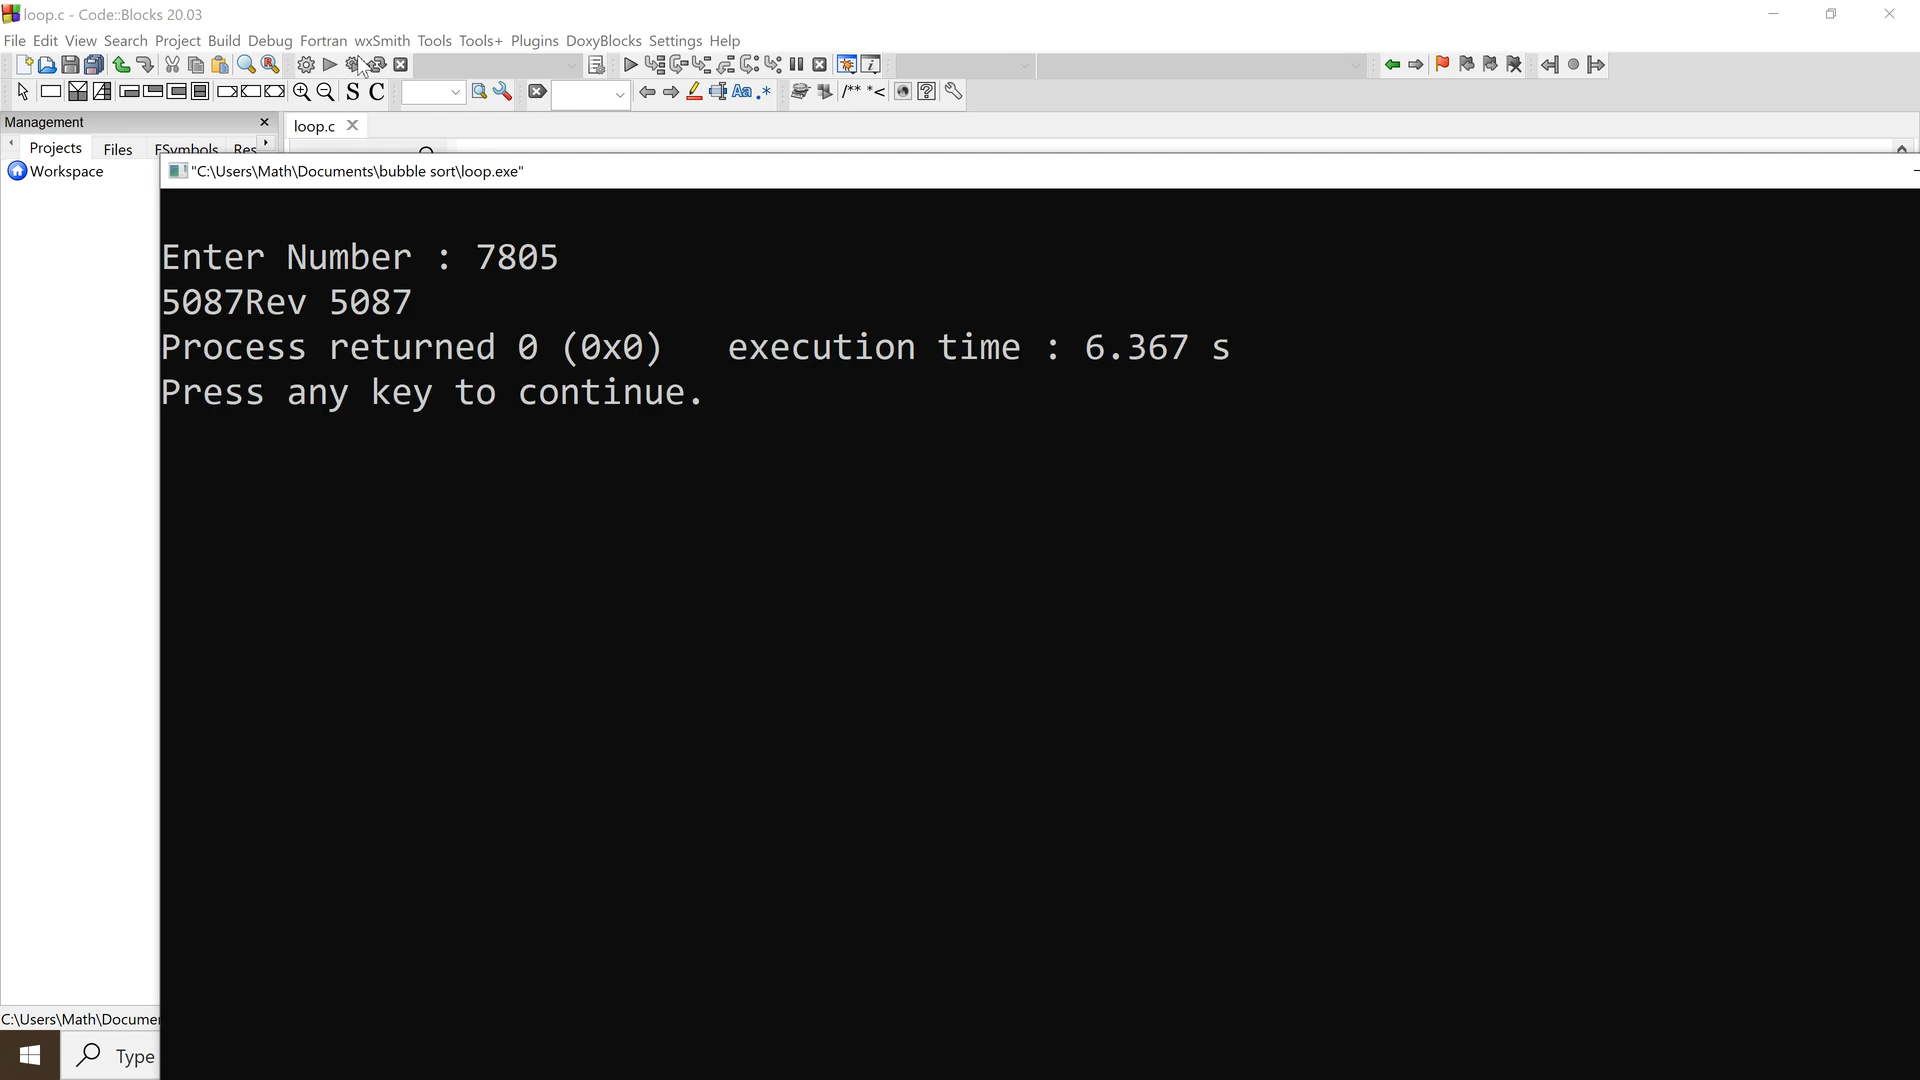 loop.c - Code::Blocks 20.03
File Edit View Search Project Build Debug Fortran wxSmith Tools Tools+ Plugins DoxyBlocks Settings Help
S C
Aa .*
/** *<
Management
loop.c
Projects Files FSymbols Res
Workspace
"C:\Users\Math\Documents\bubble sort\loop.exe"
Enter Number : 7805
5087Rev 5087
Process returned 0 (0x0)   execution time : 6.367 s
Press any key to continue.
C:\Users\Math\Documen
Type